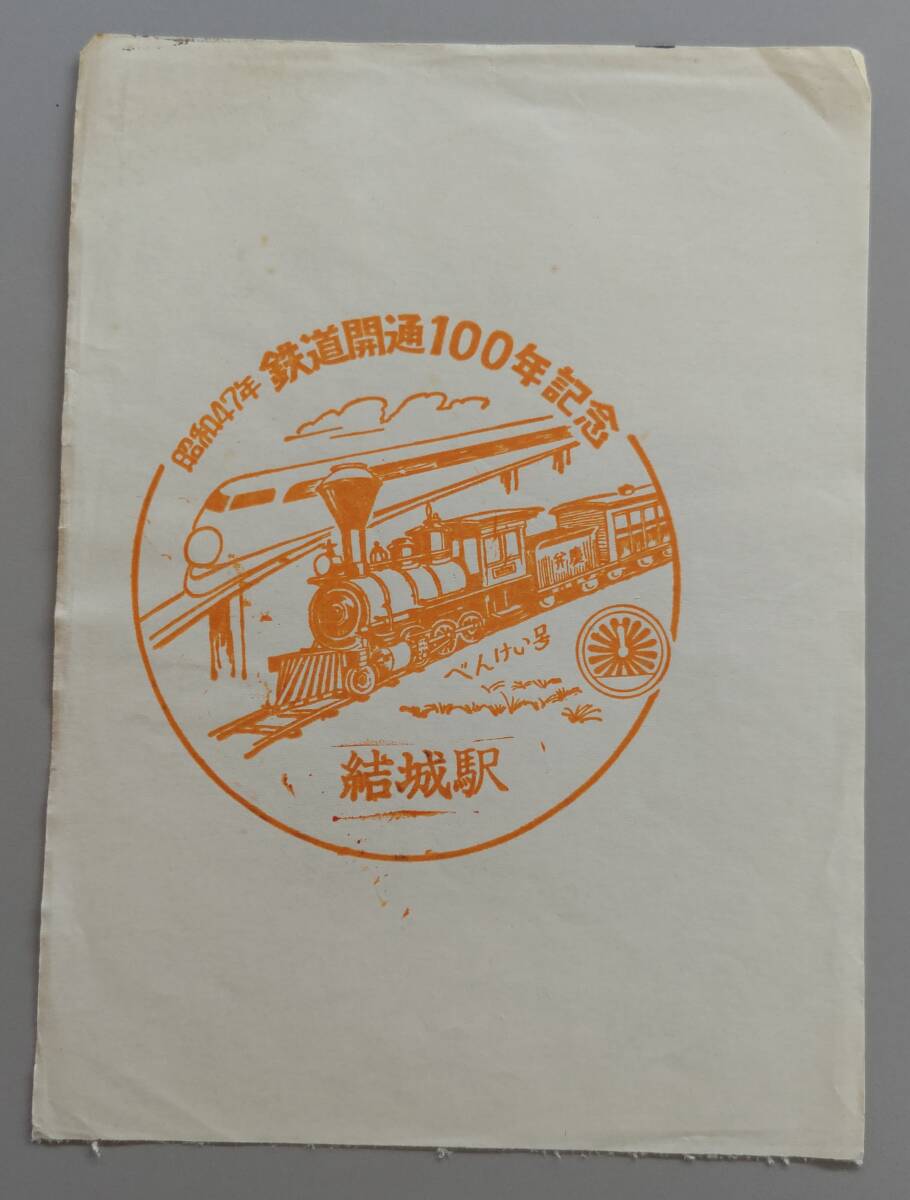 昭和47年 鉄道開通100年記念
弁慶
べんけい号
結城駅